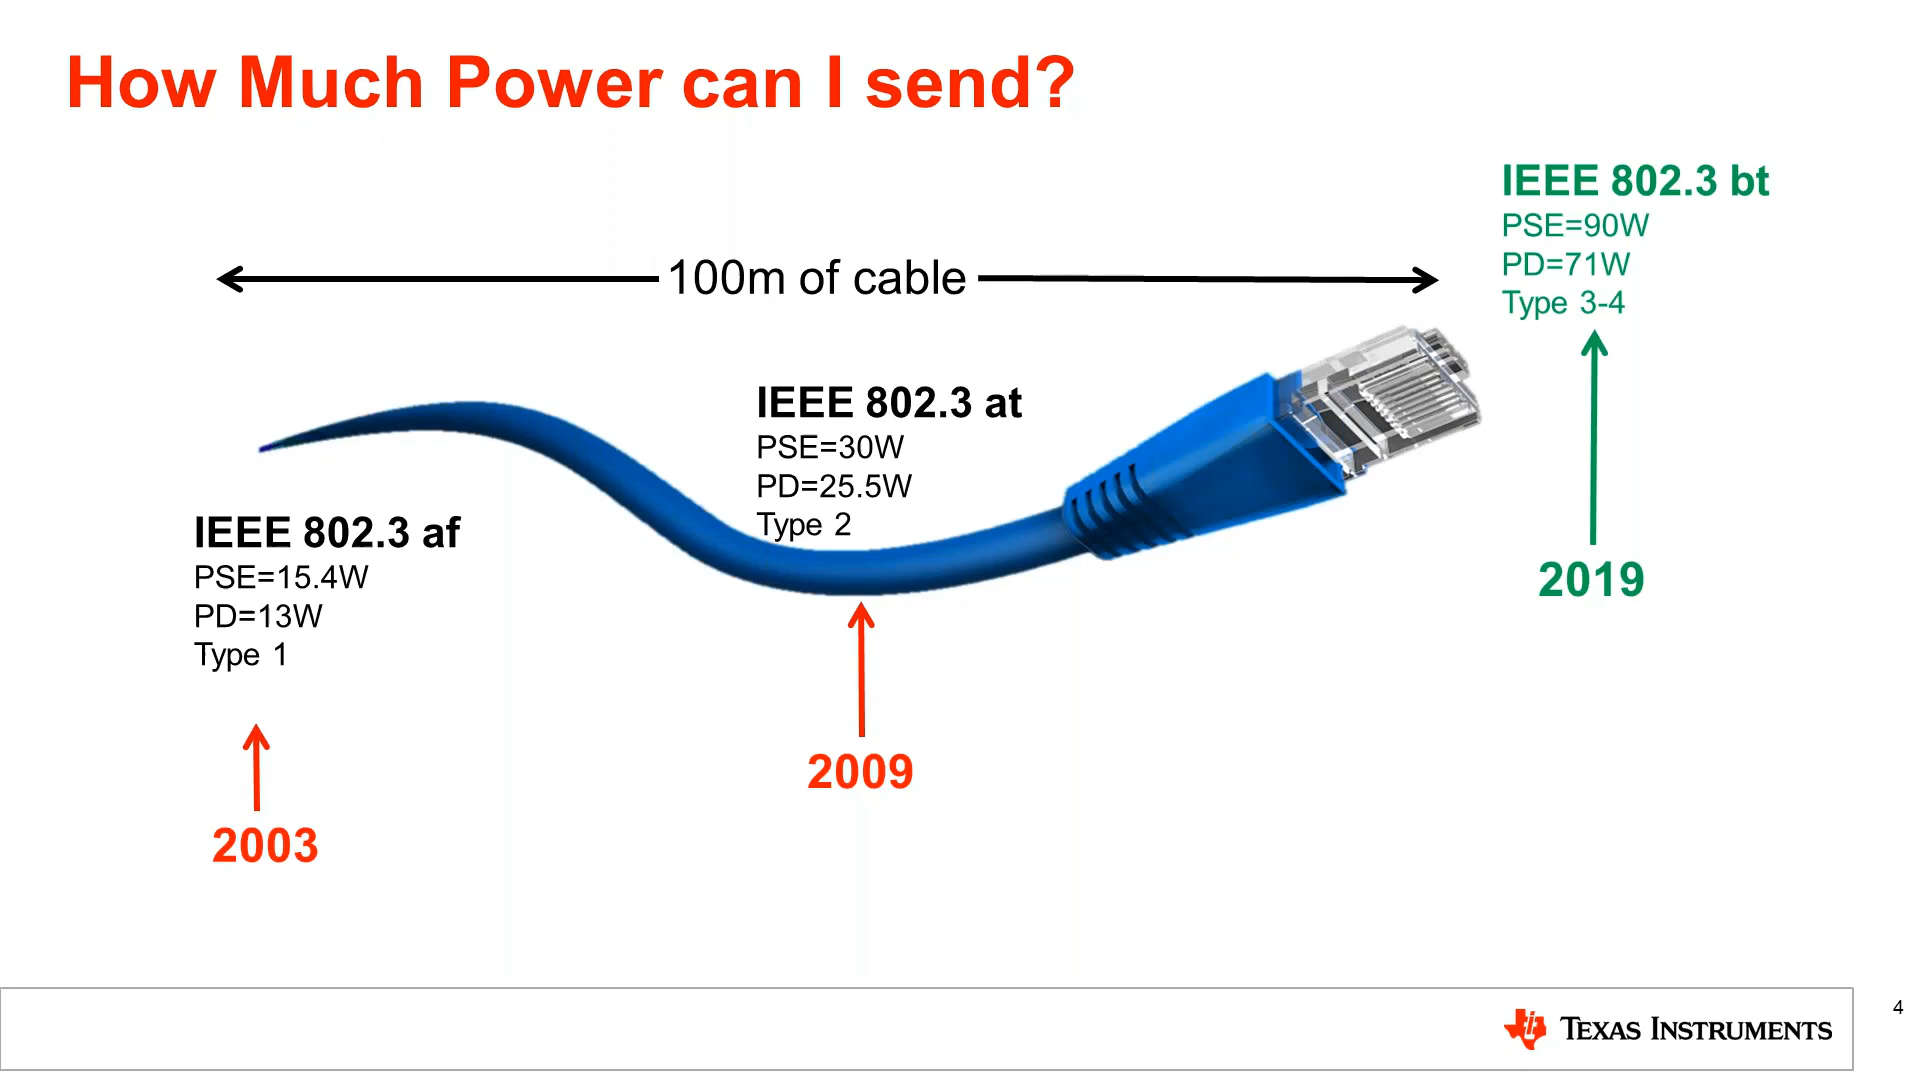 How Much Power can I send?
IEEE 802.3 bt
PSE=90W
PD=71W
Type 3-4
100m of cable
IEEE 802.3 at
PSE=30W
PD=25.5W
Type 2
IEEE 802.3 af
PSE=15.4W
PD=13W
Type 1
2019
2009
2003
TEXAS INSTRUMENTS
4